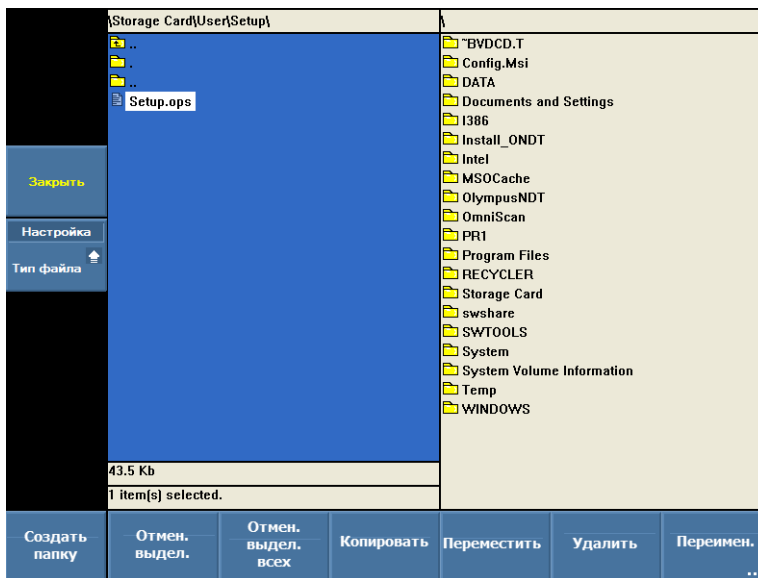 \Storage Card\User\Setup\
..
.
..
Setup.ops
43.5 Kb
1 item(s) selected.
\
~BVDCD.T
Config.Msi
DATA
Documents and Settings
I386
Install_ONDT
Intel
MSOCache
OlympusNDT
OmniScan
PR1
Program Files
RECYCLER
Storage Card
swshare
SWTOOLS
System
System Volume Information
Temp
WINDOWS
Закрыть
Настройка
Тип файла
Создать
папку
Отмен.
выдел.
Отмен.
выдел.
всех
Копировать
Переместить
Удалить
Переимен.
..